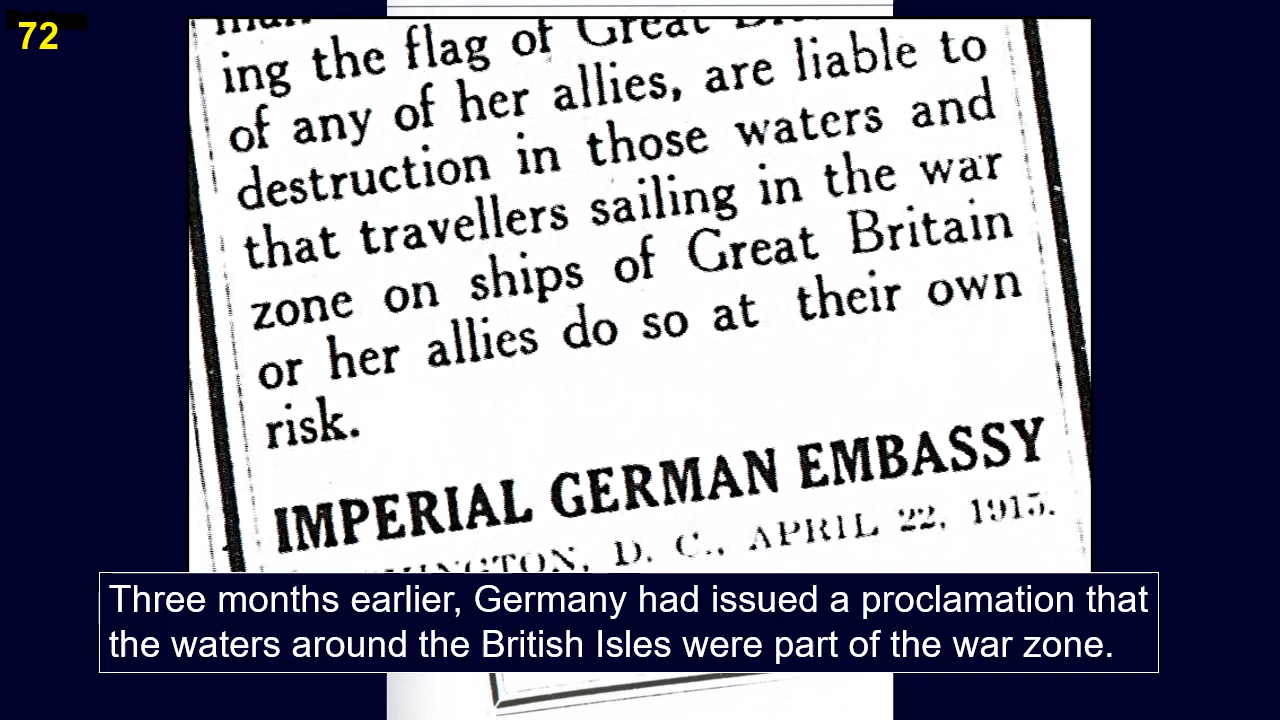 72
ing the flag of Great
of any of her allies, are liable to
destruction in those waters and
that travellers sailing in the war
zone on ships of Great Britain
or her allies do so at their own
risk.
IMPERIAL GERMAN EMBASSY
D. C., APRIL 22, 1915.
Three months earlier, Germany had issued a proclamation that
the waters around the British Isles were part of the war zone.